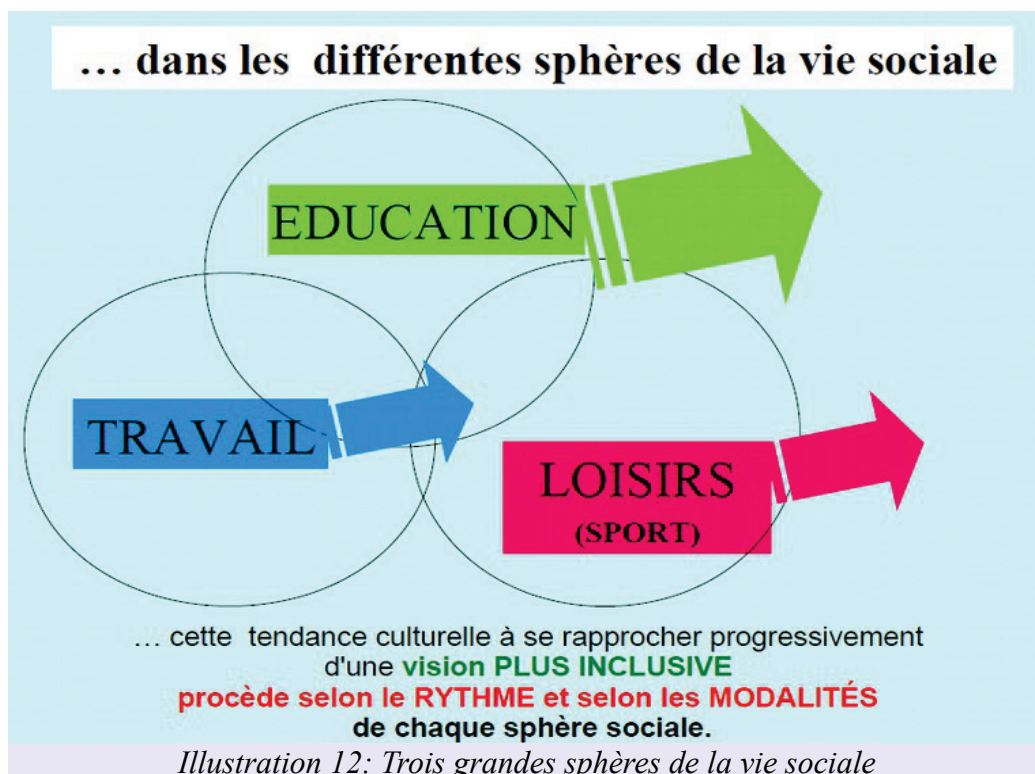 … dans les différentes sphères de la vie sociale
EDUCATION
TRAVAIL
LOISIRS
(SPORT)
… cette tendance culturelle à se rapprocher progressivement
d'une vision PLUS INCLUSIVE
procède selon le RYTHME et selon les MODALITÉS
de chaque sphère sociale.
Illustration 12: Trois grandes sphères de la vie sociale